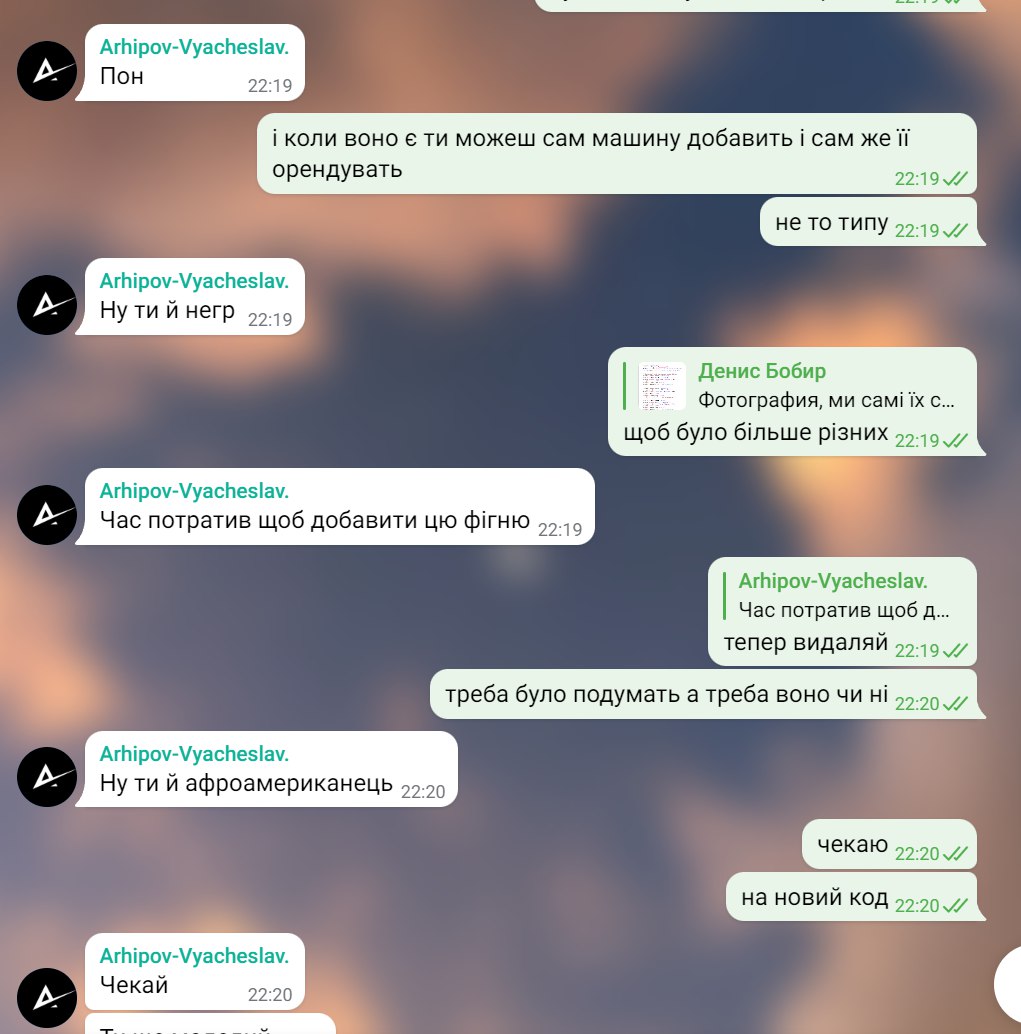 22:19
Arhipov-Vyacheslav.
Пон 22:19
і коли воно є ти можеш сам машину добавить і сам же її
орендувать 22:19
не то типу 22:19
Arhipov-Vyacheslav.
Ну ти й негр 22:19
Денис Бобир
Фотография, ми самі їх с...
щоб було більше різних 22:19
Arhipov-Vyacheslav.
Час потратив щоб добавити цю фігню 22:19
Arhipov-Vyacheslav.
Час потратив щоб д...
тепер видаляй 22:19
треба було подумать а треба воно чи ні 22:20
Arhipov-Vyacheslav.
Ну ти й афроамериканець 22:20
чекаю 22:20
на новий код 22:20
Arhipov-Vyacheslav.
Чекай 22:20